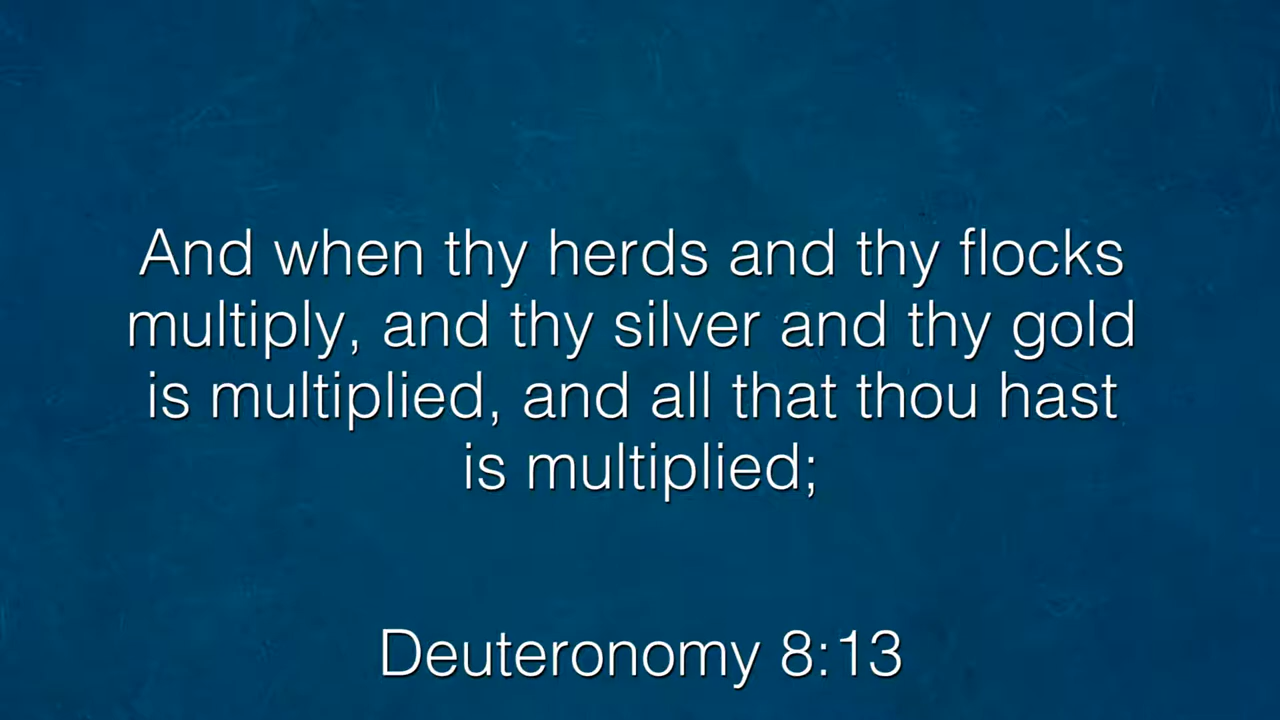 And when thy herds and thy flocks
multiply, and thy silver and thy gold
is multiplied, and all that thou hast
is multiplied;
Deuteronomy 8:13